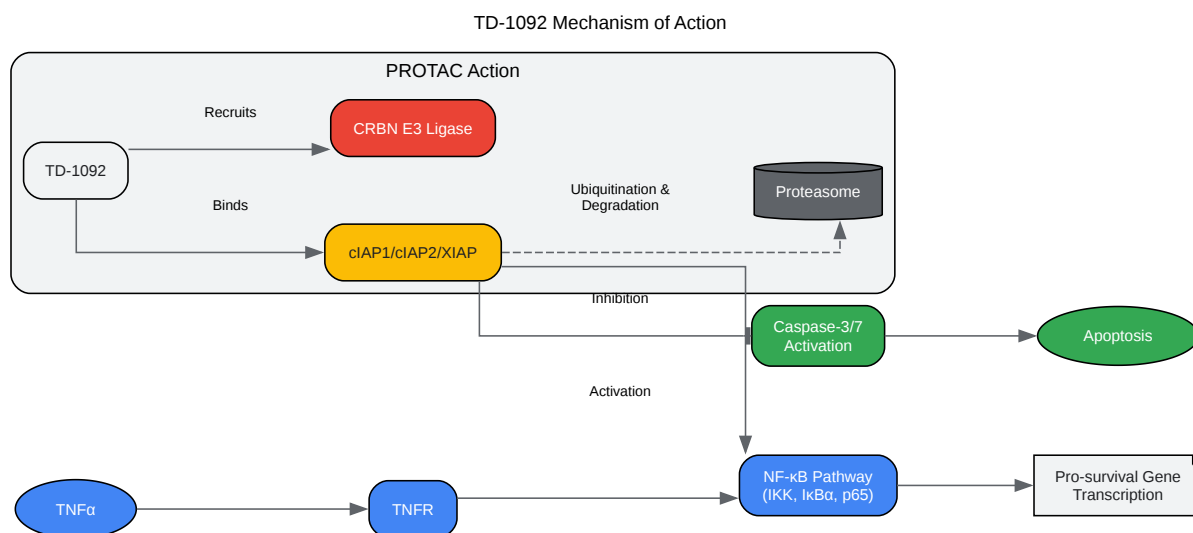 TD-1092 Mechanism of Action
PROTAC Action
Recruits
CRBN E3 Ligase
TD-1092
Binds
Ubiquitination &
Degradation
Proteasome
cIAP1/cIAP2/XIAP
Inhibition
Caspase-3/7
Activation
Apoptosis
Activation
NF-κB Pathway
(IKK, IκBα, p65)
Pro-survival Gene
Transcription
TNFα
TNFR